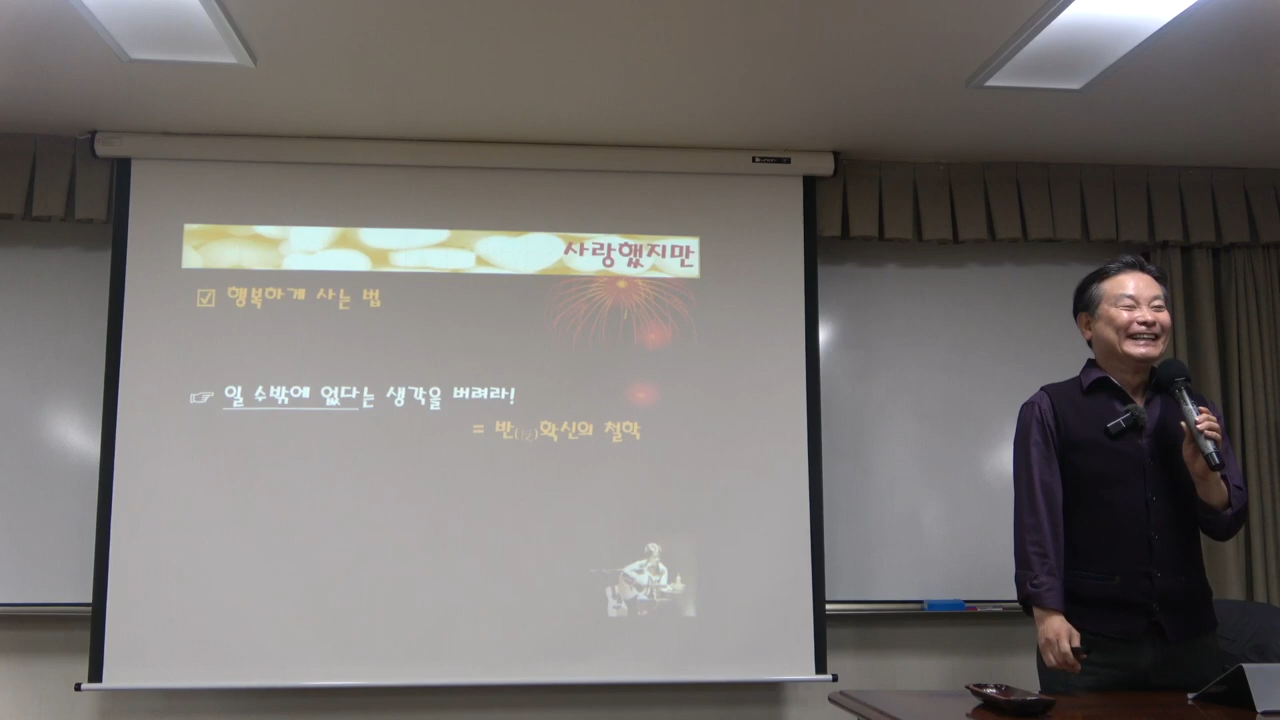 사랑했지만
☑ 행복하게 사는 법
☞ 일 수밖에 없다는 생각을 버려라!
= 반(反)확신의 철학